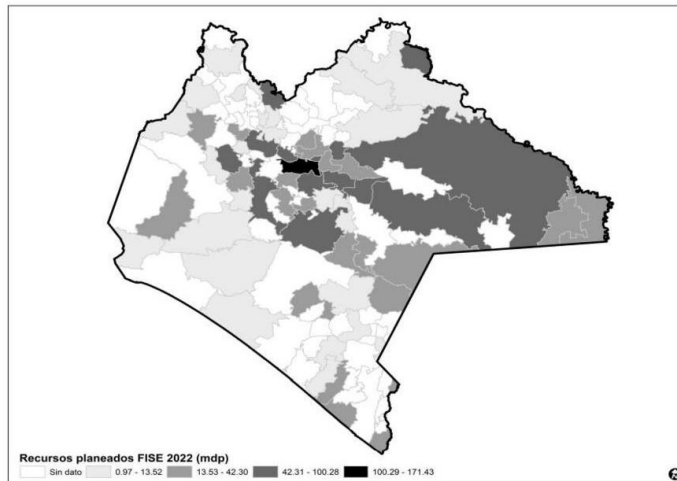 Recursos planeados FISE 2022 (mdp)
Sin dato 0.97 - 13.52 13.53 - 42.30 42.31 - 100.28 100.29 - 171.43